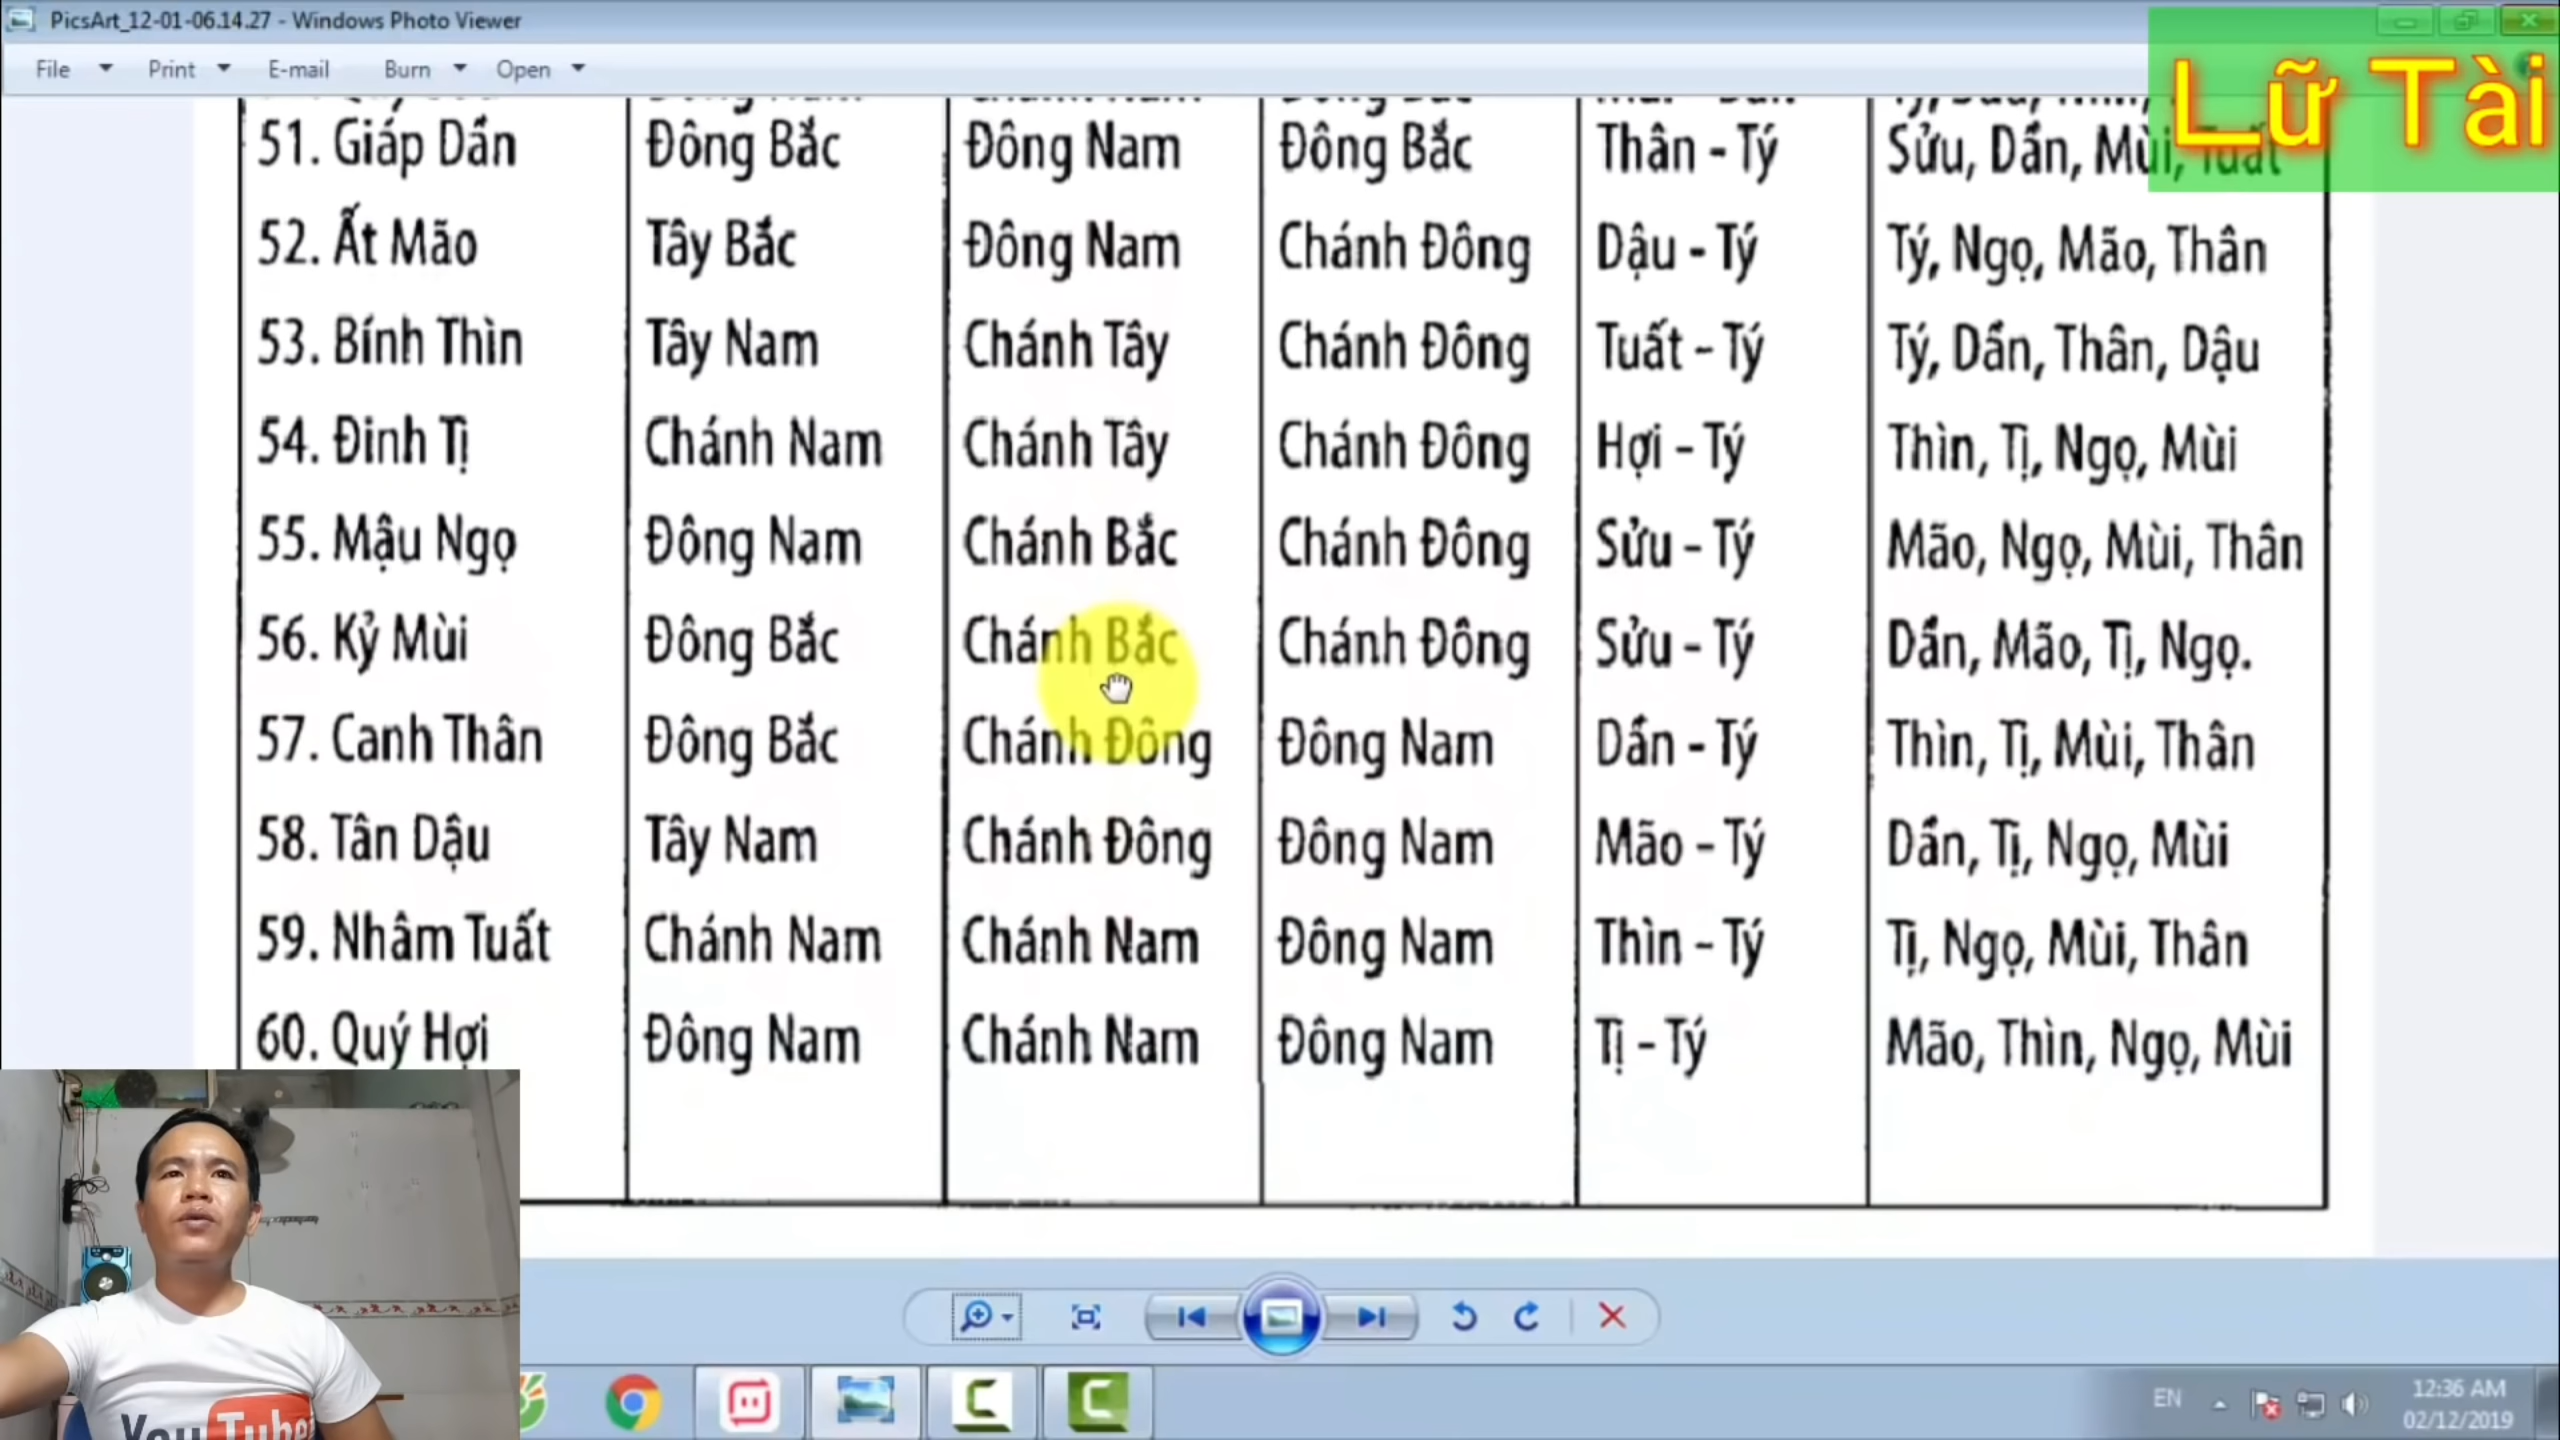 PicsArt_12-01-06.14.27 - Windows Photo Viewer
File Print E-mail Burn Open
Lữ Tài
51. Giáp Dần Đông Bắc Đông Nam Đông Bắc Thân - Tý Sửu, Dần, Mùi, Tuất
52. Ất Mão Tây Bắc Đông Nam Chánh Đông Dậu - Tý Tý, Ngọ, Mão, Thân
53. Bính Thìn Tây Nam Chánh Tây Chánh Đông Tuất - Tý Tý, Dần, Thân, Dậu
54. Đinh Tị Chánh Nam Chánh Tây Chánh Đông Hợi - Tý Thìn, Tị, Ngọ, Mùi
55. Mậu Ngọ Đông Nam Chánh Bắc Chánh Đông Sửu - Tý Mão, Ngọ, Mùi, Thân
56. Kỷ Mùi Đông Bắc Chánh Bắc Chánh Đông Sửu - Tý Dần, Mão, Tị, Ngọ.
57. Canh Thân Đông Bắc Chánh Đông Đông Nam Dần - Tý Thìn, Tị, Mùi, Thân
58. Tân Dậu Tây Nam Chánh Đông Đông Nam Mão - Tý Dần, Tị, Ngọ, Mùi
59. Nhâm Tuất Chánh Nam Chánh Nam Đông Nam Thìn - Tý Tị, Ngọ, Mùi, Thân
60. Quý Hợi Đông Nam Chánh Nam Đông Nam Tị - Tý Mão, Thìn, Ngọ, Mùi
YouTube
EN
12:36 AM
02/12/2019